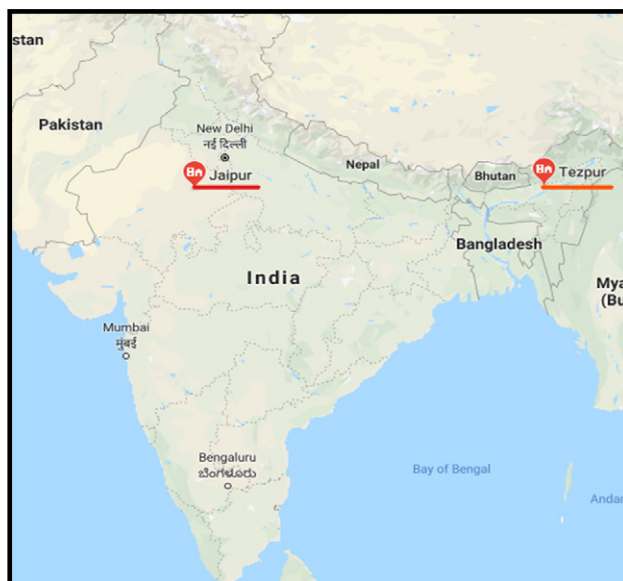 stan
Pakistan
New Delhi
नई दिल्ली
Jaipur
Nepal
Bhutan
Tezpur
Bangladesh
India
Mya
(Bu
Mumbai
मुंबई
Bengaluru
ಬೆಂಗಳೂರು
Bay of Bengal
Andar